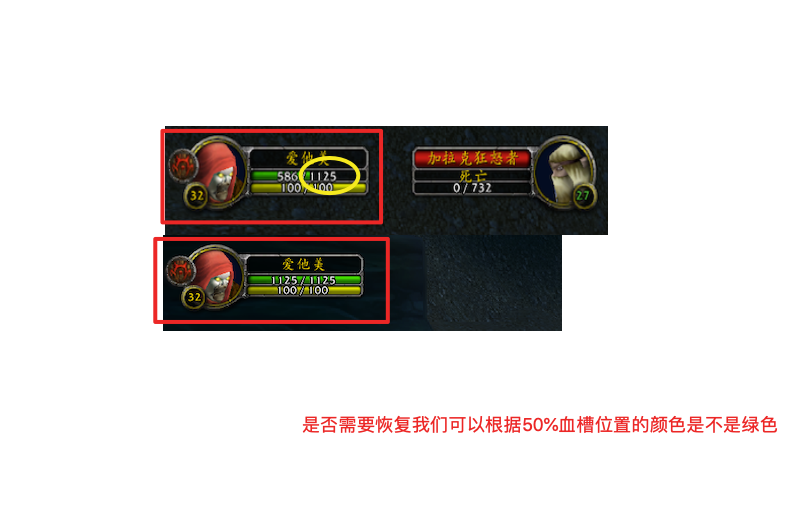 爱他美
586/1125
100/100
32
加拉克狂怒者
死亡
0/732
27
爱他美
1125/1125
100/100
32
是否需要恢复我们可以根据50%血槽位置的颜色是不是绿色